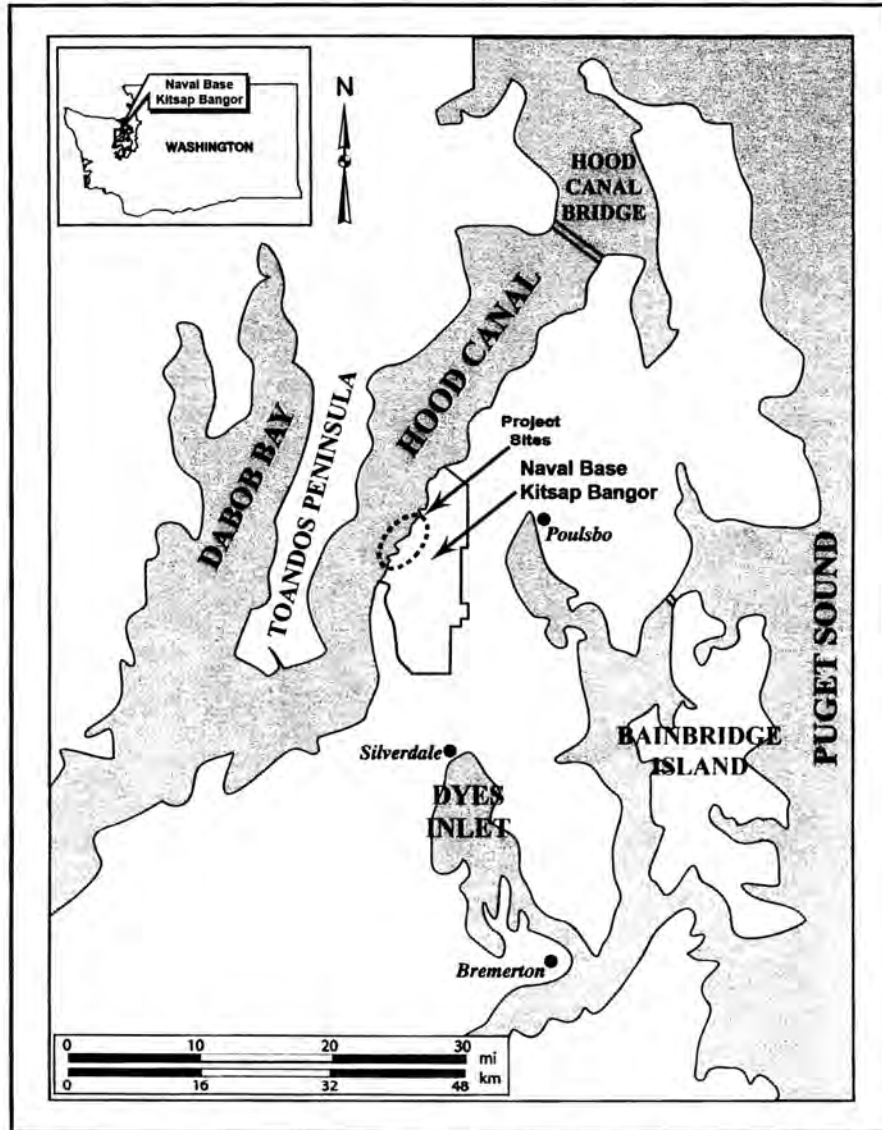 Naval Base
Kitsap Bangor
WASHINGTON
N
HOOD
CANAL
BRIDGE
HOOD CANAL
DABOB BAY
TOANDOS PENINSULA
Project
Sites
Naval Base
Kitsap Bangor
Poulsbo
PUGET SOUND
BAINBRIDGE
ISLAND
Silverdale
DYES
INLET
Bremerton
0 10 20 30 mi
0 16 32 48 km